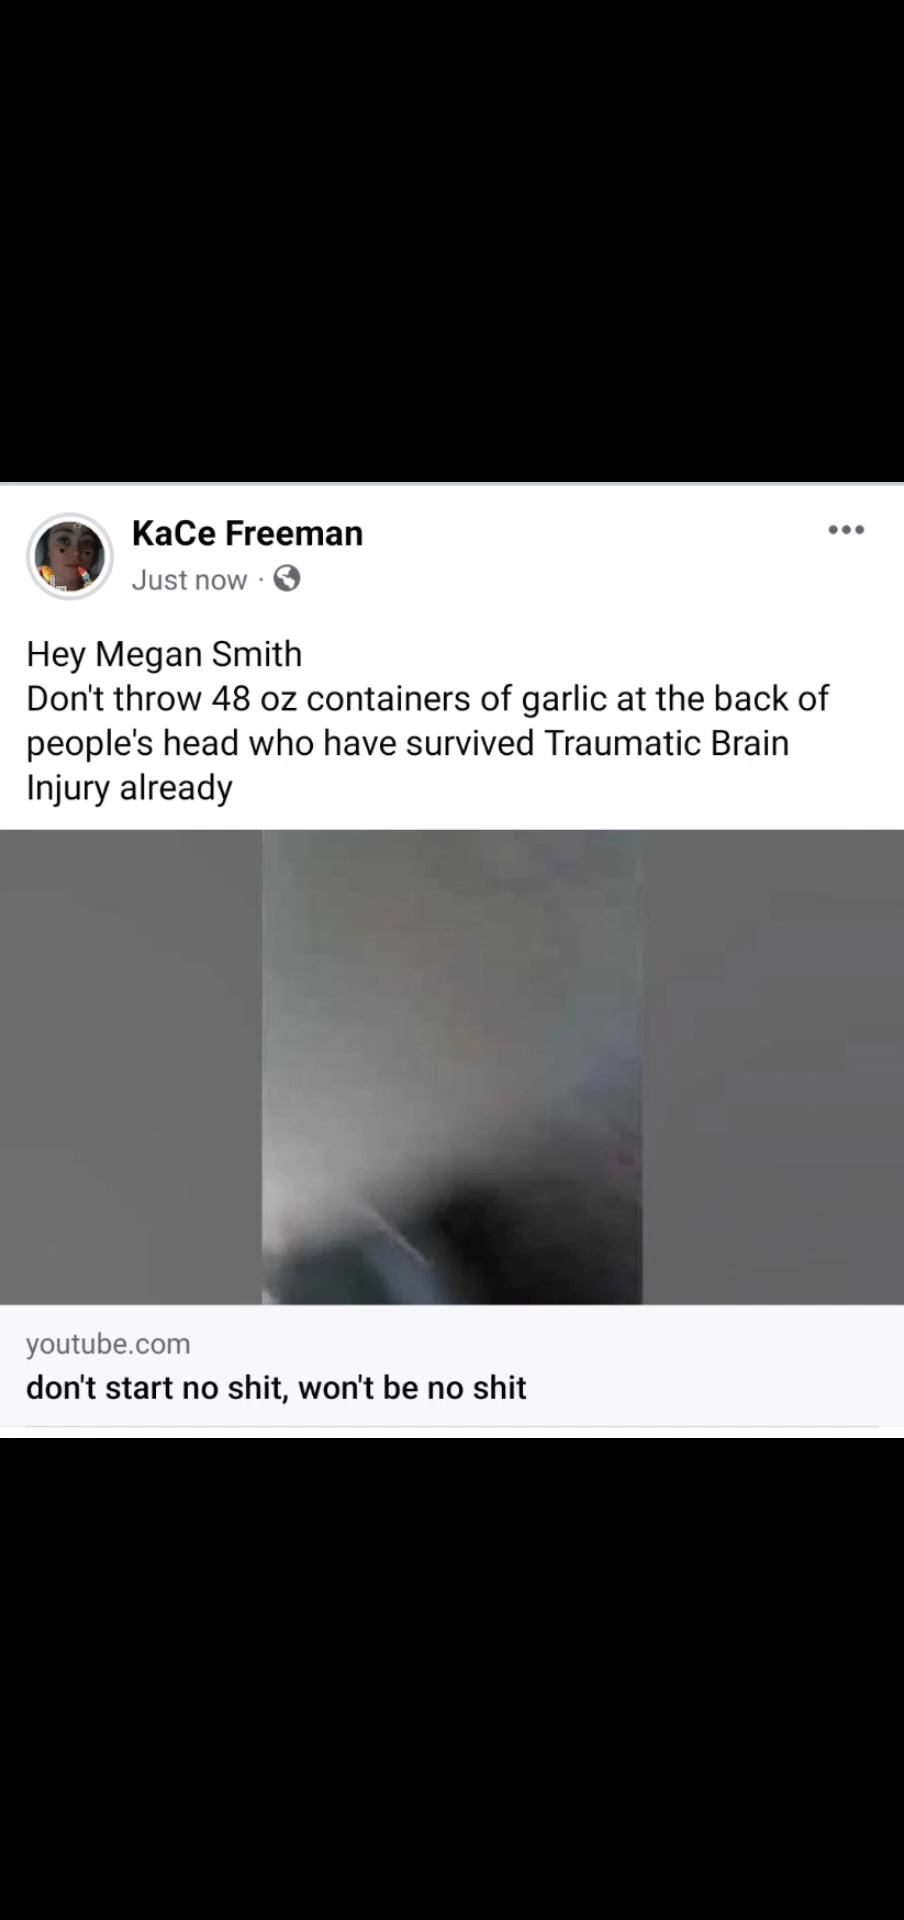 KaCe Freeman
Just now ·
Hey Megan Smith
Don't throw 48 oz containers of garlic at the back of
people's head who have survived Traumatic Brain
Injury already
youtube.com
don't start no shit, won't be no shit